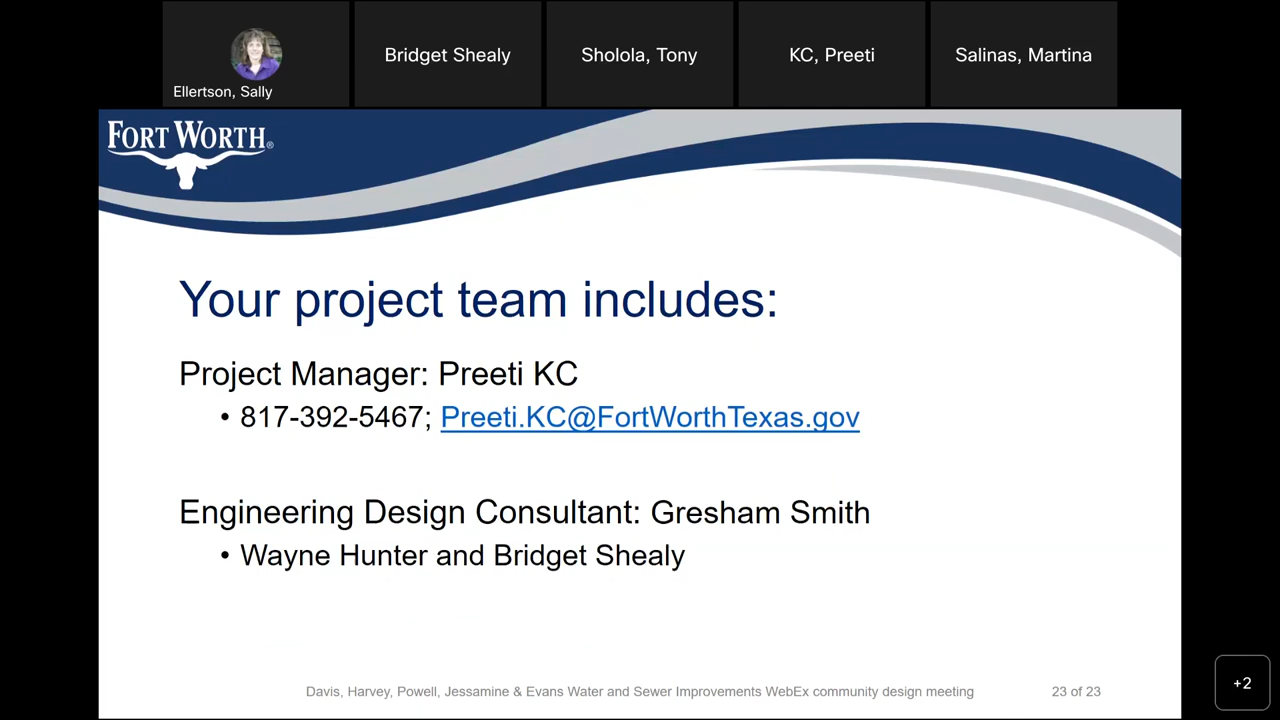 Ellertson, Sally
Bridget Shealy
Sholola, Tony
KC, Preeti
Salinas, Martina
FORT WORTH®
Your project team includes:
Project Manager: Preeti KC
• 817-392-5467; Preeti.KC@FortWorthTexas.gov
Engineering Design Consultant: Gresham Smith
• Wayne Hunter and Bridget Shealy
Davis, Harvey, Powell, Jessamine & Evans Water and Sewer Improvements WebEx community design meeting
23 of 23
+2